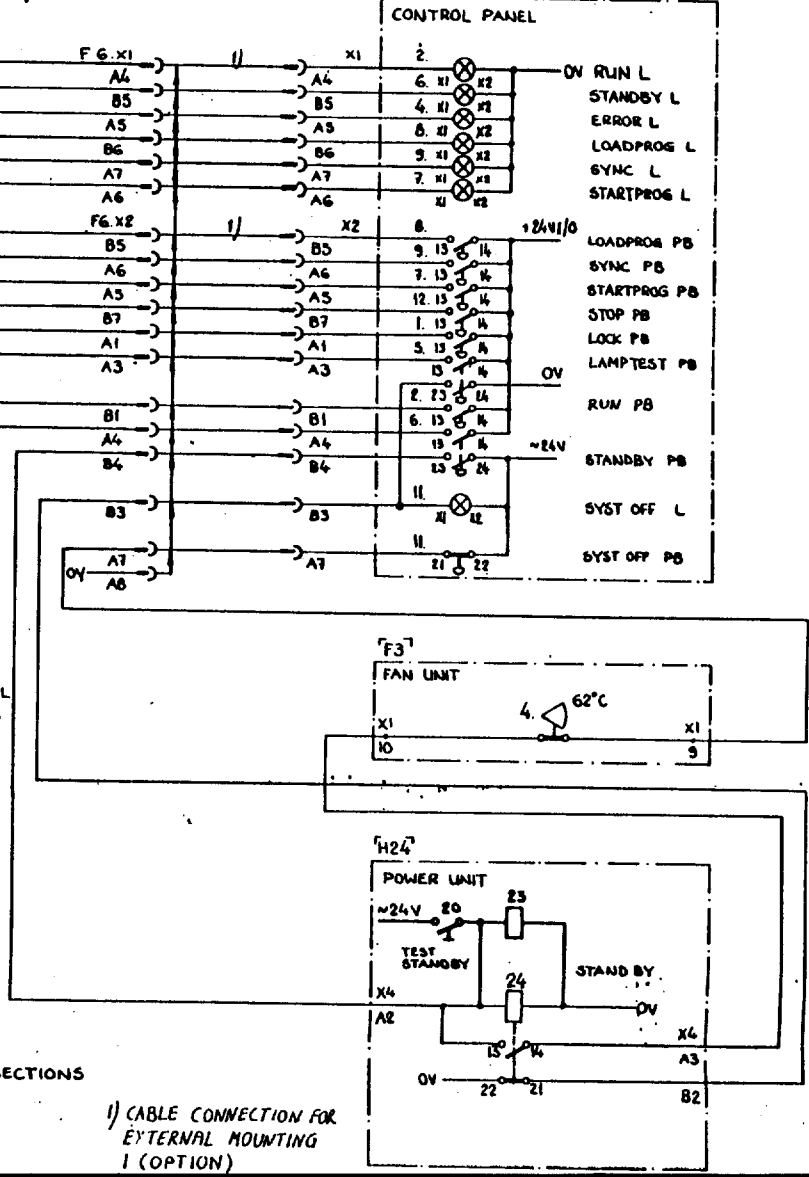 CONTROL PANEL
F6.X1 1) X1 2. 0V RUN L
A4 A4 6. X1 X2 STANDBY L
B5 B5 4. X1 X2 ERROR L
A5 A5 8. X1 X2 LOADPROG L
B6 B6 9. X1 X2 SYNC L
A7 A7 7. X1 X2 STARTPROG L
A6 A6 X1 X2
F6.X2 1) X2 8. +24VI/O LOADPROG PB
B5 B5 9. 13 14 SYNC PB
A6 A6 7. 13 14 STARTPROG PB
A5 A5 12. 13 14 STOP PB
B7 B7 1. 13 14 LOCK PB
A1 A1 5. 13 14 LAMPTEST PB
A3 A3 13 14 0V
2. 23 24 RUN PB
B1 B1 6. 13 14
A4 A4 13 14 ~24V
B4 B4 23 24 STANDBY PB
11.
B3 B3 X1 X2 SYST OFF L
11.
A7 A7 21 22 SYST OFF PB
0V A8
F3
FAN UNIT
L
4. 62°C
X1 X1
10 9
H24
POWER UNIT
~24V 20 23
TEST
STANDBY
STAND BY
24
X4 0V
A2
13 14 X4
A3
0V 22 21
B2
ECTIONS
1) CABLE CONNECTION FOR
EXTERNAL MOUNTING
1 (OPTION)